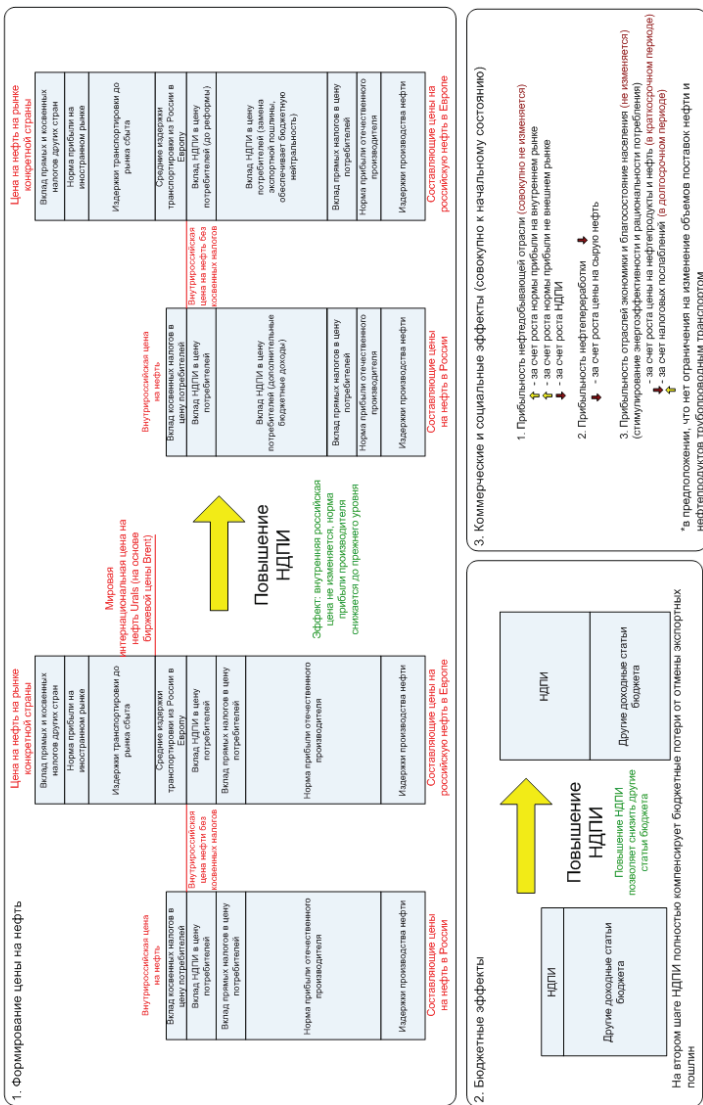 1. Формирование цены на нефть
Внутрироссийская цена
на нефть
Вклад косвенных налогов в
цену потребителей
Вклад НДПИ в цену
потребителей
Вклад прямых налогов в цену
потребителей
Норма прибыли отечественного
производителя
Издержки производства нефти
Составляющие цены
на нефть в России
Внутрироссийская
цена нефти без
косвенных налогов
Цена на нефть на рынке
конкретной страны
Вклад прямых и косвенных
налогов других стран
Норма прибыли на
иностранном рынке
Издержки транспортировки до
рынка сбыта
Средние издержки
транспортировки из России в
Европу
Вклад НДПИ в цену
потребителей
Вклад прямых налогов в цену
потребителей
Норма прибыли отечественного
производителя
Издержки производства нефти
Составляющие цены на
российскую нефть в Европе
Мировая
интернациональная цена на
нефть Urals (на основе
биржевой цены Brent)
Повышение
НДПИ
Эффект: внутренняя российская
цена не изменяется, норма
прибыли производителя
снижается до прежнего уровня
Внутрироссийская цена
на нефть
Вклад косвенных налогов в
цену потребителей
Вклад НДПИ в цену
потребителей
Вклад НДПИ в цену
потребителей (дополнительные
бюджетные доходы)
Вклад прямых налогов в цену
потребителей
Норма прибыли отечественного
производителя
Издержки производства нефти
Составляющие цены
на нефть в России
Внутрироссийская
цена на нефть без
косвенных налогов
Цена на нефть на рынке
конкретной страны
Вклад прямых и косвенных
налогов других стран
Норма прибыли на
иностранном рынке
Издержки транспортировки до
рынка сбыта
Средние издержки
транспортировки из России в
Европу
Вклад НДПИ в цену
потребителей (до реформы)
Вклад НДПИ в цену
потребителей (замена
экспортной пошлины,
обеспечивает бюджетную
нейтральность)
Вклад прямых налогов в цену
потребителей
Норма прибыли отечественного
производителя
Издержки производства нефти
Составляющие цены на
российскую нефть в Европе
2. Бюджетные эффекты
НДПИ
Другие доходные статьи
бюджета
Повышение
НДПИ
Повышение НДПИ
позволяет снизить другие
статьи бюджета
НДПИ
Другие доходные статьи
бюджета
На втором шаге НДПИ полностью компенсирует бюджетные потери от отмены экспортных
пошлин
3. Коммерческие и социальные эффекты (совокупно к начальному состоянию)
1. Прибыльность нефтедобывающей отрасли (совокупно не изменяется)
- за счет роста нормы прибыли на внутреннем рынке
- за счет роста нормы прибыли не внешнем рынке
- за счет роста НДПИ
2. Прибыльность нефтепереработки
- за счет роста цены на сырую нефть
3. Прибыльность отраслей экономики и благосостояние населения (не изменяется)
(стимулирование энергоэффективности и рациональности потребления)
- за счет роста цены на нефтепродукты и нефть (в краткосрочном периоде)
- за счет налоговых послаблений (в долгосрочном периоде)
*в предположении, что нет ограничения на изменение объемов поставок нефти и
нефтепродуктов трубопроводным транспортом